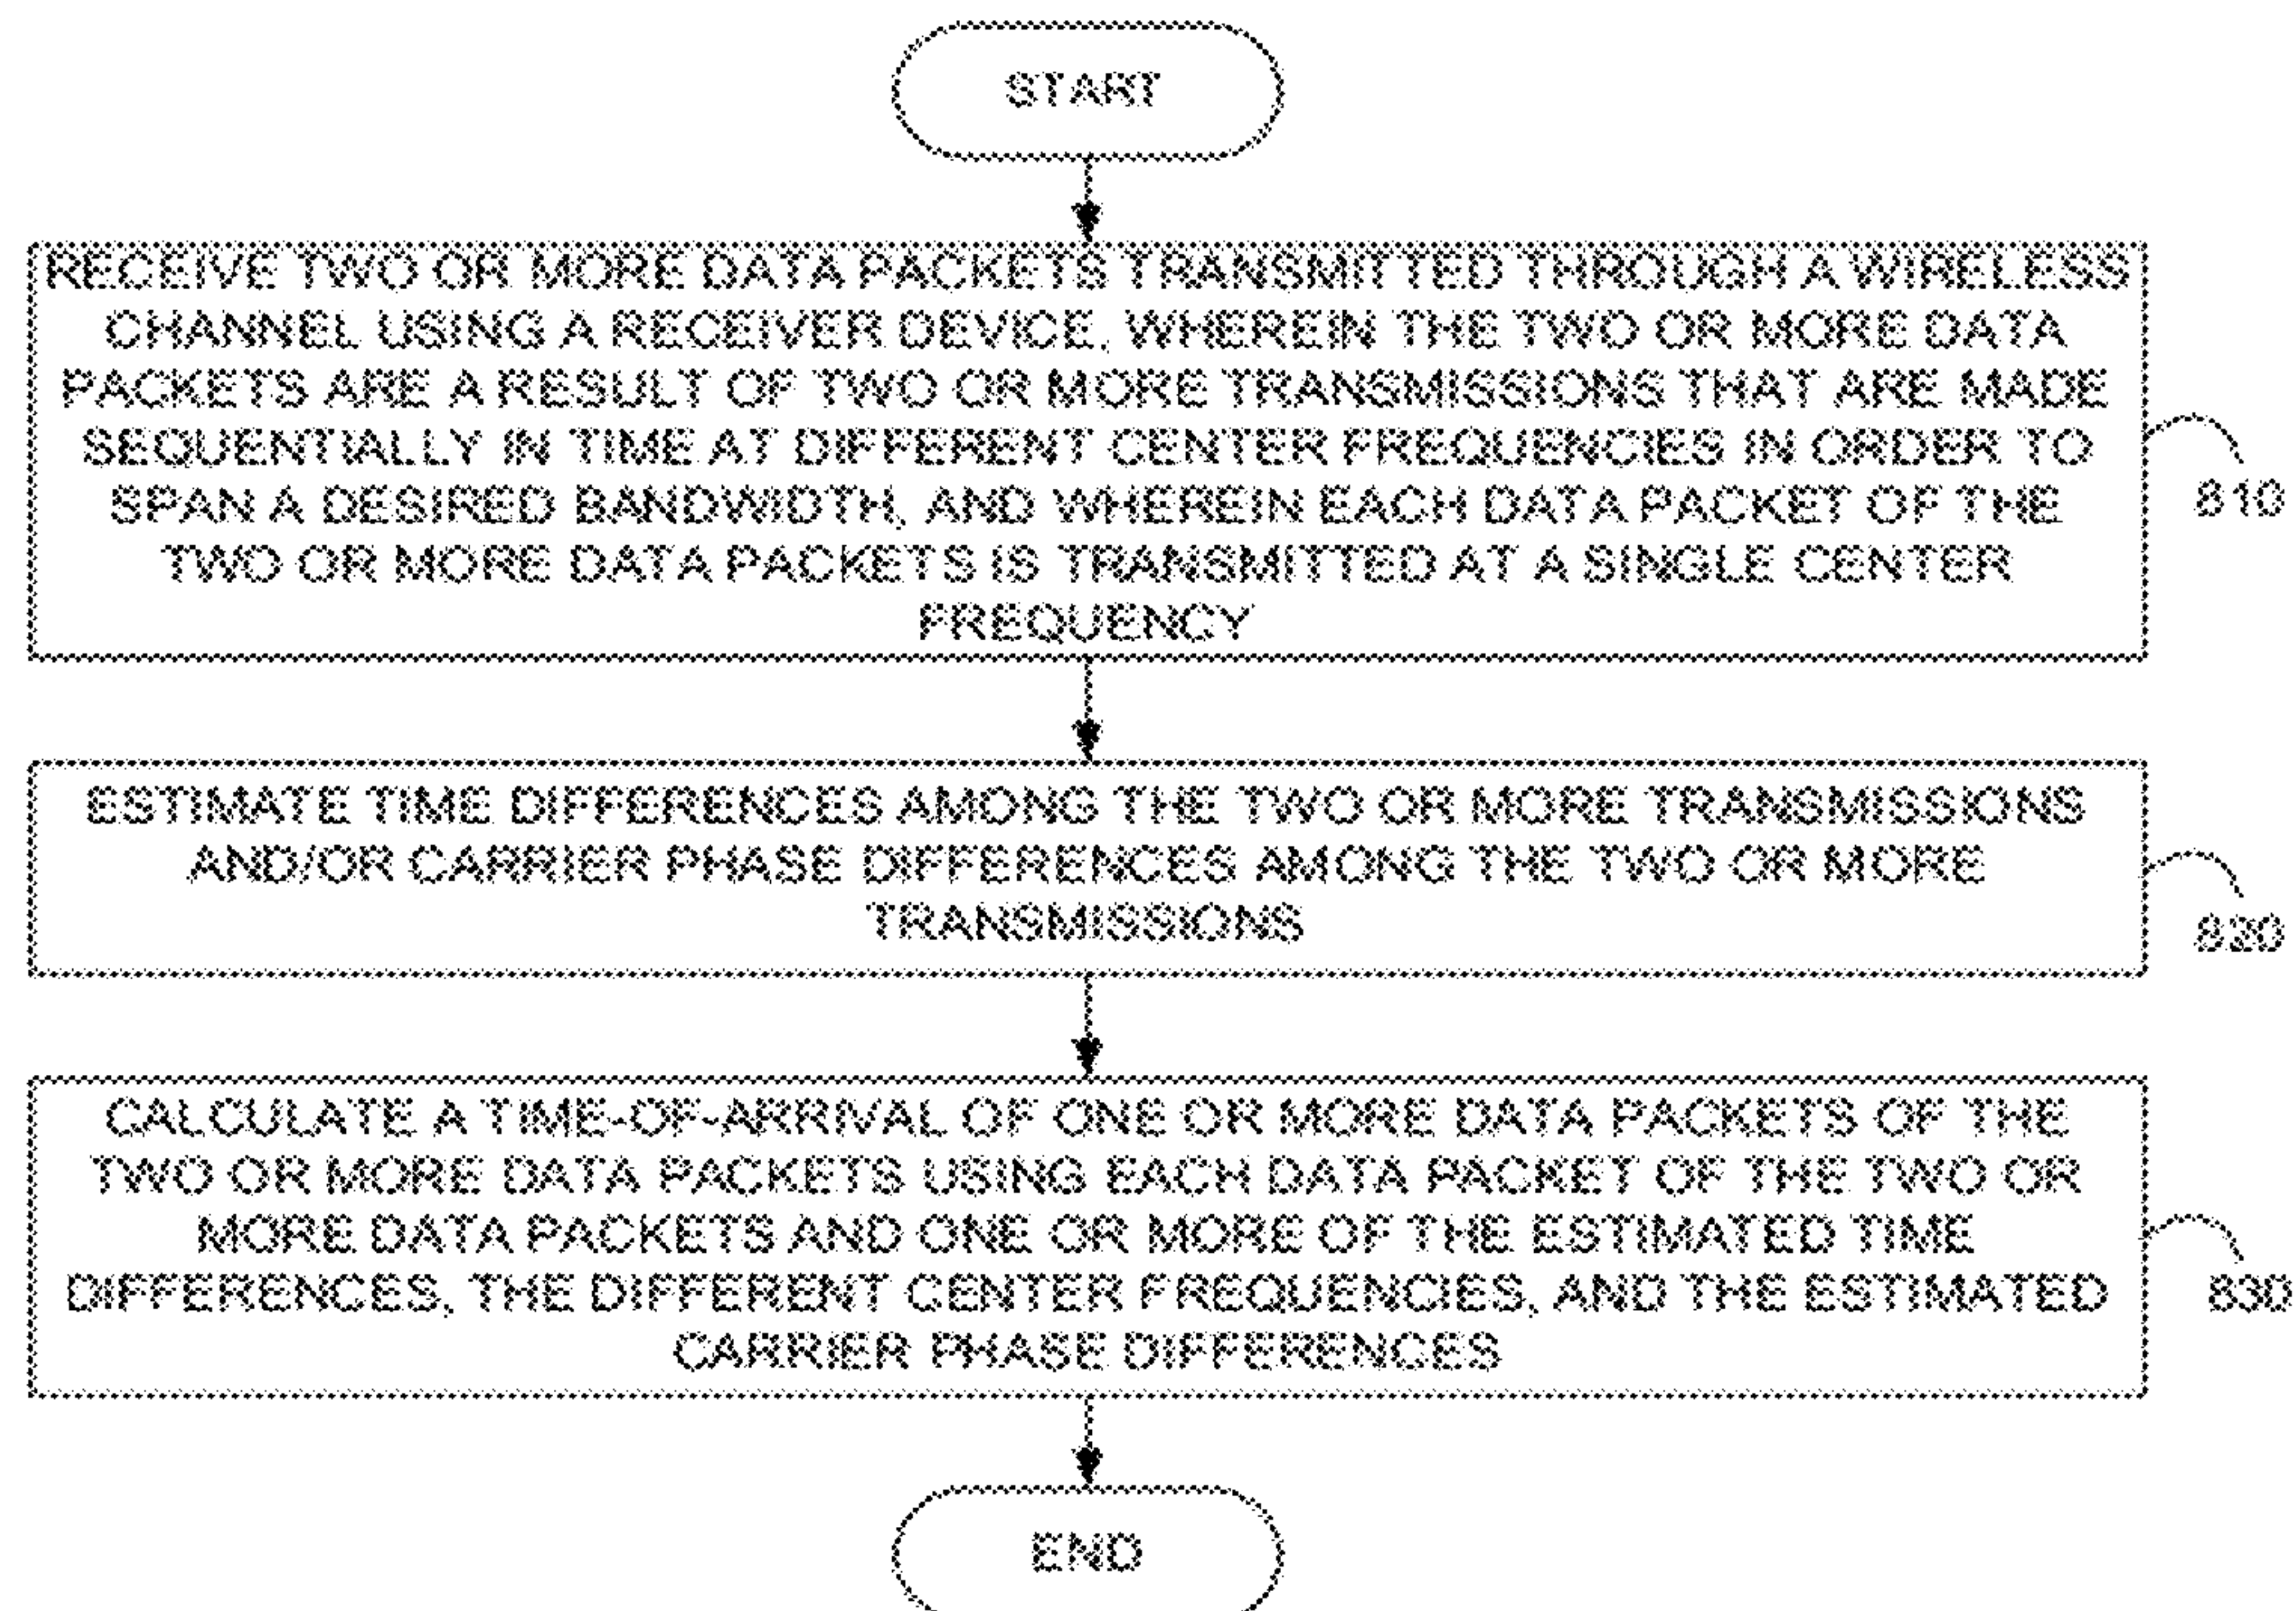 START
RECEIVE TWO OR MORE DATA PACKETS TRANSMITTED THROUGH A WIRELESS
CHANNEL USING A RECEIVER DEVICE, WHEREIN THE TWO OR MORE DATA
PACKETS ARE A RESULT OF TWO OR MORE TRANSMISSIONS THAT ARE MADE
SEQUENTIALLY IN TIME AT DIFFERENT CENTER FREQUENCIES IN ORDER TO
SPAN A DESIRED BANDWIDTH, AND WHEREIN EACH DATA PACKET OF THE
TWO OR MORE DATA PACKETS IS TRANSMITTED AT A SINGLE CENTER
FREQUENCY
810
ESTIMATE TIME DIFFERENCES AMONG THE TWO OR MORE TRANSMISSIONS
AND/OR CARRIER PHASE DIFFERENCES AMONG THE TWO OR MORE
TRANSMISSIONS
820
CALCULATE A TIME-OF-ARRIVAL OF ONE OR MORE DATA PACKETS OF THE
TWO OR MORE DATA PACKETS USING EACH DATA PACKET OF THE TWO OR
MORE DATA PACKETS AND ONE OR MORE OF THE ESTIMATED TIME
DIFFERENCES, THE DIFFERENT CENTER FREQUENCIES, AND THE ESTIMATED
CARRIER PHASE DIFFERENCES
830
END